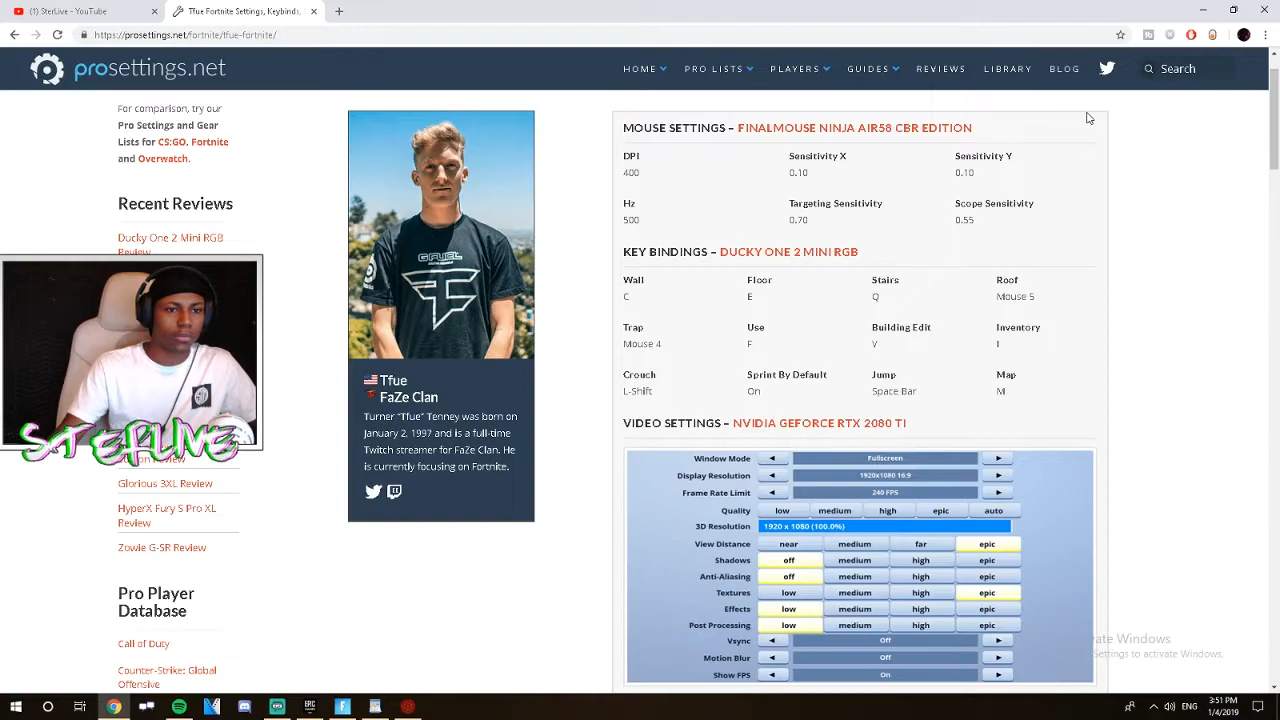 (1) SterLive - YouTube
Tfue Fortnite Settings, Keybinds,
https://prosettings.net/fortnite/tfue-fortnite/
prosettings.net
HOME
PRO LISTS
PLAYERS
GUIDES
REVIEWS
LIBRARY
BLOG
Search
For comparison, try our
Pro Settings and Gear
Lists for CS:GO, Fortnite
and Overwatch.
Recent Reviews
Ducky One 2 Mini RGB
Review
STERLIVE
Glorious 3XL Review
HyperX Fury S Pro XL
Review
Zowie G-SR Review
Pro Player
Database
Call of Duty
Counter-Strike: Global
Offensive
G FUEL
Tfue
FaZe Clan
Turner "Tfue" Tenney was born on
January 2, 1997 and is a full-time
Twitch streamer for FaZe Clan. He
is currently focusing on Fortnite.
MOUSE SETTINGS – FINALMOUSE NINJA AIR58 CBR EDITION
DPI Sensitivity X Sensitivity Y
400 0.10 0.10
Hz Targeting Sensitivity Scope Sensitivity
500 0.70 0.55
KEY BINDINGS – DUCKY ONE 2 MINI RGB
Wall Floor Stairs Roof
C E Q Mouse 5
Trap Use Building Edit Inventory
Mouse 4 F V I
Crouch Sprint By Default Jump Map
L-Shift On Space Bar M
VIDEO SETTINGS – NVIDIA GEFORCE RTX 2080 TI
Window Mode Fullscreen
Display Resolution 1920x1080 16:9
Frame Rate Limit 240 FPS
Quality low medium high epic auto
3D Resolution 1920 x 1080 (100.0%)
View Distance near medium far epic
Shadows off medium high epic
Anti-Aliasing off medium high epic
Textures low medium high epic
Effects low medium high epic
Post Processing low medium high epic
Vsync Off
Motion Blur Off
Show FPS On
Windows
Settings to activate Windows.
ENG
3:51 PM
1/4/2019